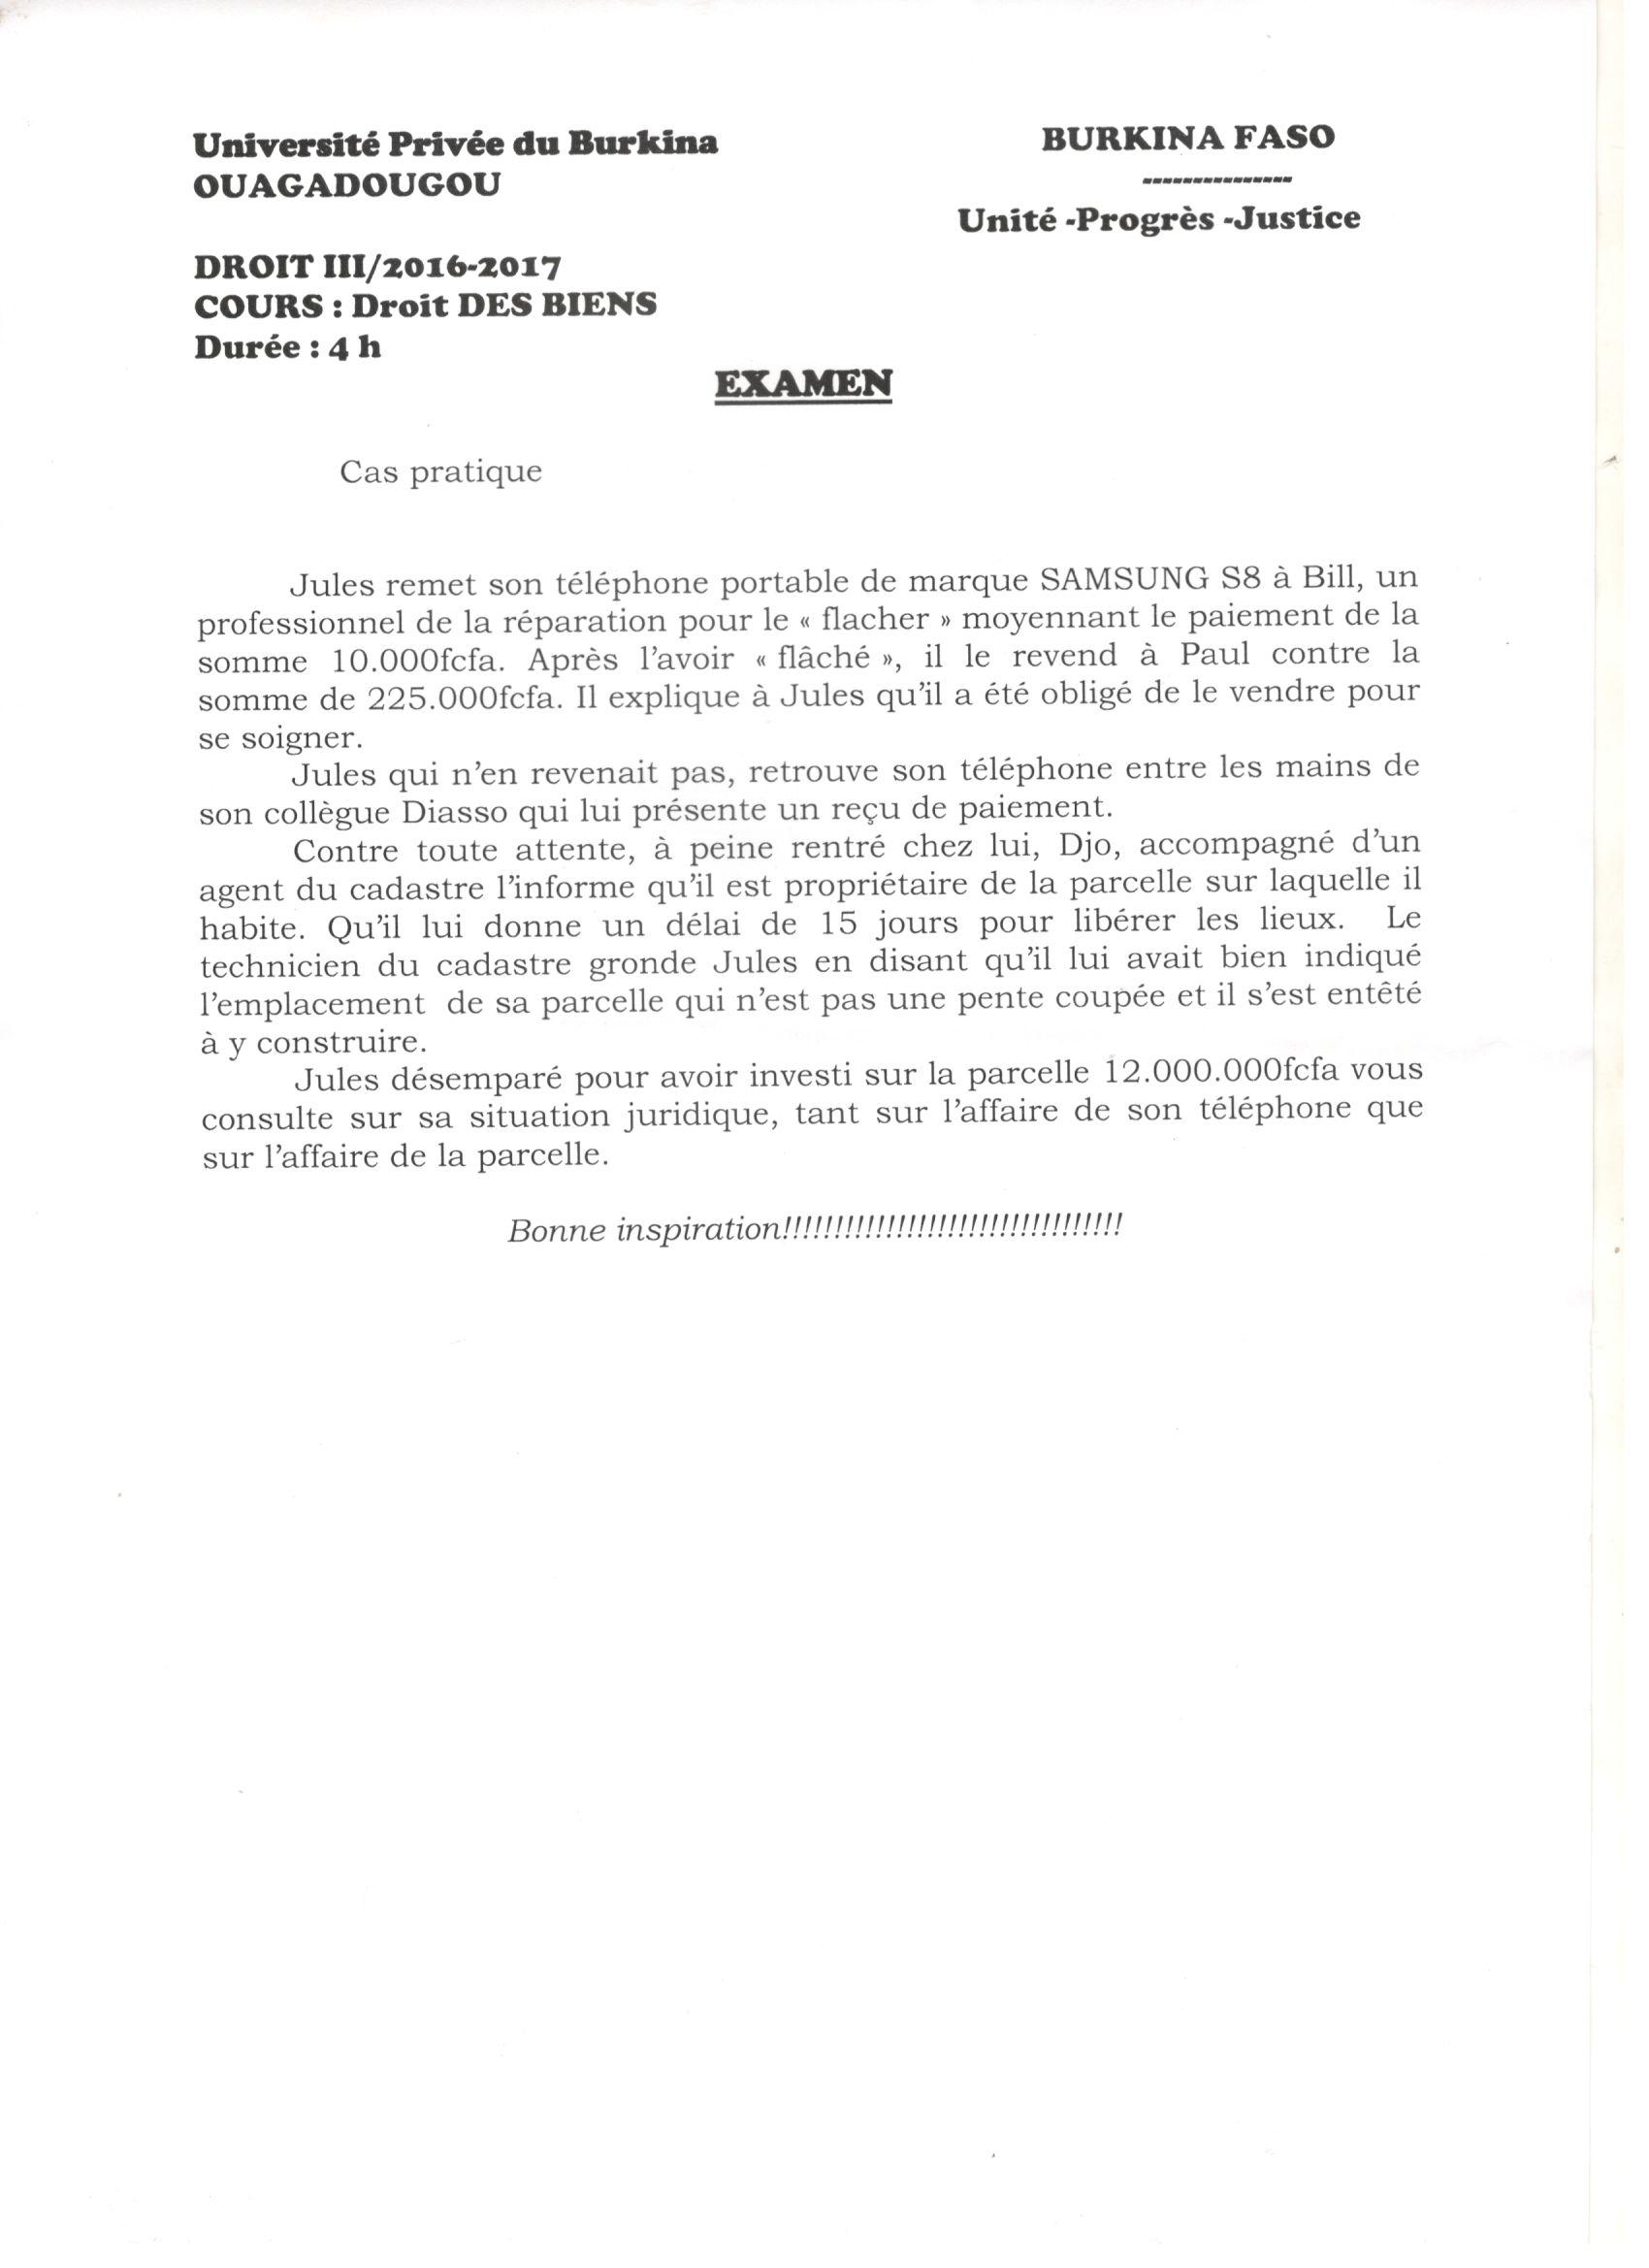 Université Privée du Burkina
OUAGADOUGOU
BURKINA FASO
---------------
Unité -Progrès -Justice
DROIT III/2016-2017
COURS : Droit DES BIENS
Durée : 4 h
EXAMEN
Cas pratique
Jules remet son téléphone portable de marque SAMSUNG S8 à Bill, un
professionnel de la réparation pour le « flacher » moyennant le paiement de la
somme 10.000fcfa. Après l'avoir « flâché », il le revend à Paul contre la
somme de 225.000fcfa. Il explique à Jules qu'il a été obligé de le vendre pour
se soigner.
Jules qui n'en revenait pas, retrouve son téléphone entre les mains de
son collègue Diasso qui lui présente un reçu de paiement.
Contre toute attente, à peine rentré chez lui, Djo, accompagné d'un
agent du cadastre l'informe qu'il est propriétaire de la parcelle sur laquelle il
habite. Qu'il lui donne un délai de 15 jours pour libérer les lieux. Le
technicien du cadastre gronde Jules en disant qu'il lui avait bien indiqué
l'emplacement de sa parcelle qui n'est pas une pente coupée et il s'est entêté
à y construire.
Jules désemparé pour avoir investi sur la parcelle 12.000.000fcfa vous
consulte sur sa situation juridique, tant sur l'affaire de son téléphone que
sur l'affaire de la parcelle.
Bonne inspiration!!!!!!!!!!!!!!!!!!!!!!!!!!!!!!!!!!